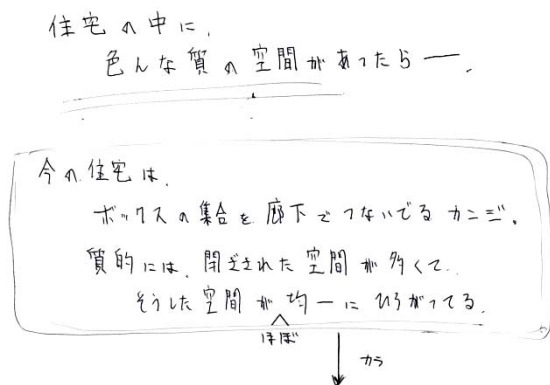 住宅の中に、
色んな質の空間があったら―。
今の住宅は、
ボックスの集合を廊下でつないでるカンジ。
質的には、閉ざされた空間が多くて、
そうした空間が均一にひろがってる。
ほぼ
カラ